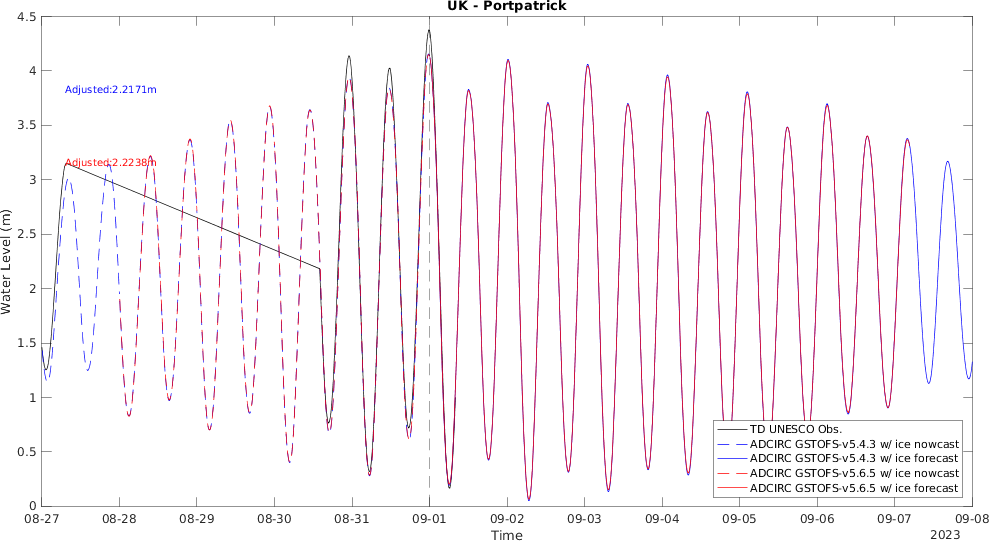 UK - Portpatrick
4.5
4
3.5
3
2.5
2
1.5
1
0.5
0
Water Level (m)
Adjusted:2.2171m
Adjusted:2.2238m
TD UNESCO Obs.
ADCIRC GSTOFS-v5.4.3 w/ ice nowcast
ADCIRC GSTOFS-v5.4.3 w/ ice forecast
ADCIRC GSTOFS-v5.6.5 w/ ice nowcast
ADCIRC GSTOFS-v5.6.5 w/ ice forecast
08-27 08-28 08-29 08-30 08-31 09-01 09-02 09-03 09-04 09-05 09-06 09-07 09-08
Time
2023